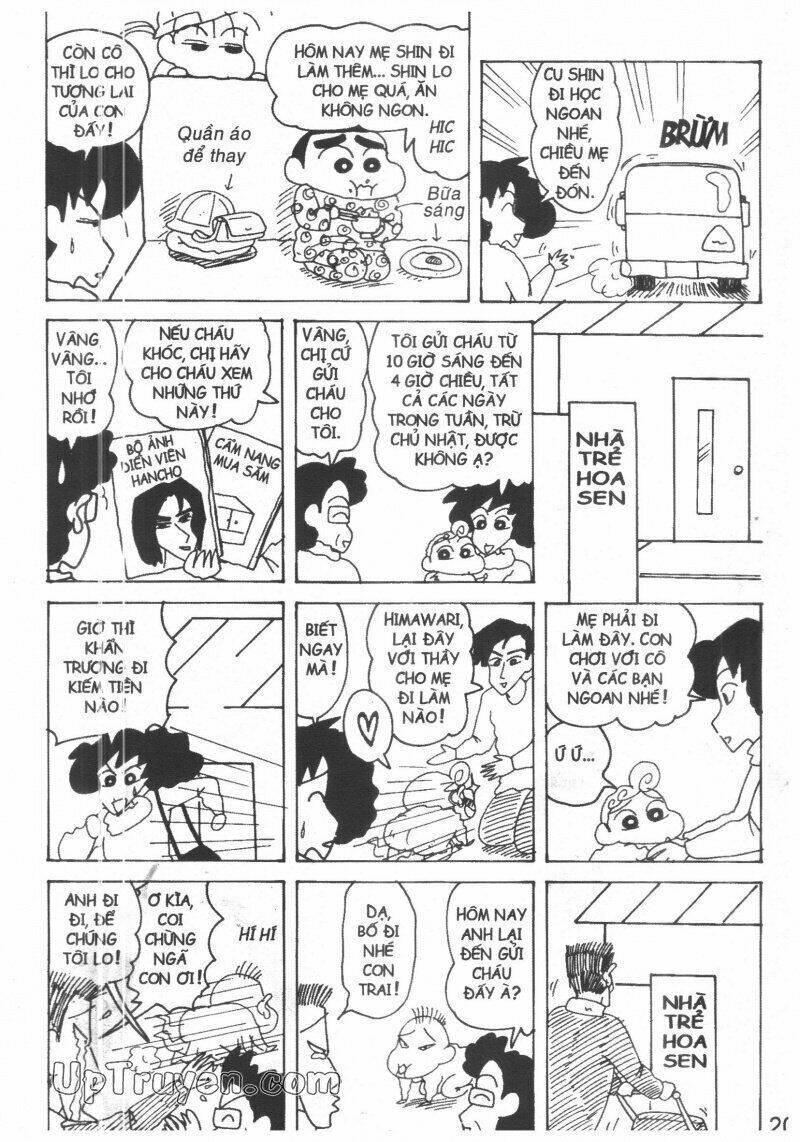 CU SHIN
ĐI HỌC
NGOAN
NHÉ,
CHIỀU MẸ
ĐẾN
ĐÓN.
BRỪM
HÔM NAY MẸ SHIN ĐI
LÀM THÊM... SHIN LO
CHO MẸ QUÁ, ĂN
KHÔNG NGON.
HIC
HIC
Bữa
sáng
Quần áo
để thay
CÒN CÔ
THÌ LO CHO
TƯƠNG LAI
CỦA CON
ĐẤY!
NHÀ
TRẺ
HOA
SEN
TÔI GỬI CHÁU TỪ
10 GIỜ SÁNG ĐẾN
4 GIỜ CHIỀU, TẤT
CẢ CÁC NGÀY
TRONG TUẦN, TRỪ
CHỦ NHẬT, ĐƯỢC
KHÔNG Ạ?
VÂNG,
CHỊ CỨ
GỬI
CHÁU
CHO
TÔI.
NẾU CHÁU
KHÓC, CHỊ HÃY
CHO CHÁU XEM
NHỮNG THỨ
NÀY!
BỘ ẢNH
DIỄN VIÊN
HANCHO
CẨM NANG
MUA SẮM
VÂNG,
VÂNG...
TÔI
NHỚ
RỒI!
MẸ PHẢI ĐI
LÀM ĐÂY. CON
CHƠI VỚI CÔ
VÀ CÁC BẠN
NGOAN NHÉ!
Ứ Ứ...
HIMAWARI,
LẠI ĐÂY
VỚI THẦY
CHO MẸ
ĐI LÀM
NÀO!
BIẾT
NGAY
MÀ!
GIỜ THÌ
KHẨN
TRƯƠNG ĐI
KIẾM TIỀN
NÀO!
NHÀ
TRẺ
HOA
SEN
HÔM NAY
ANH LẠI
ĐẾN GỬI
CHÁU
ĐẤY À?
DẠ,
BỐ ĐI
NHÉ
CON
TRAI!
HÍ HÍ
Ơ KÌA,
COI
CHỪNG
NGÃ
CON ƠI!
ANH ĐI
ĐI, ĐỂ
CHÚNG
TÔI LO!
UpTruyen.com